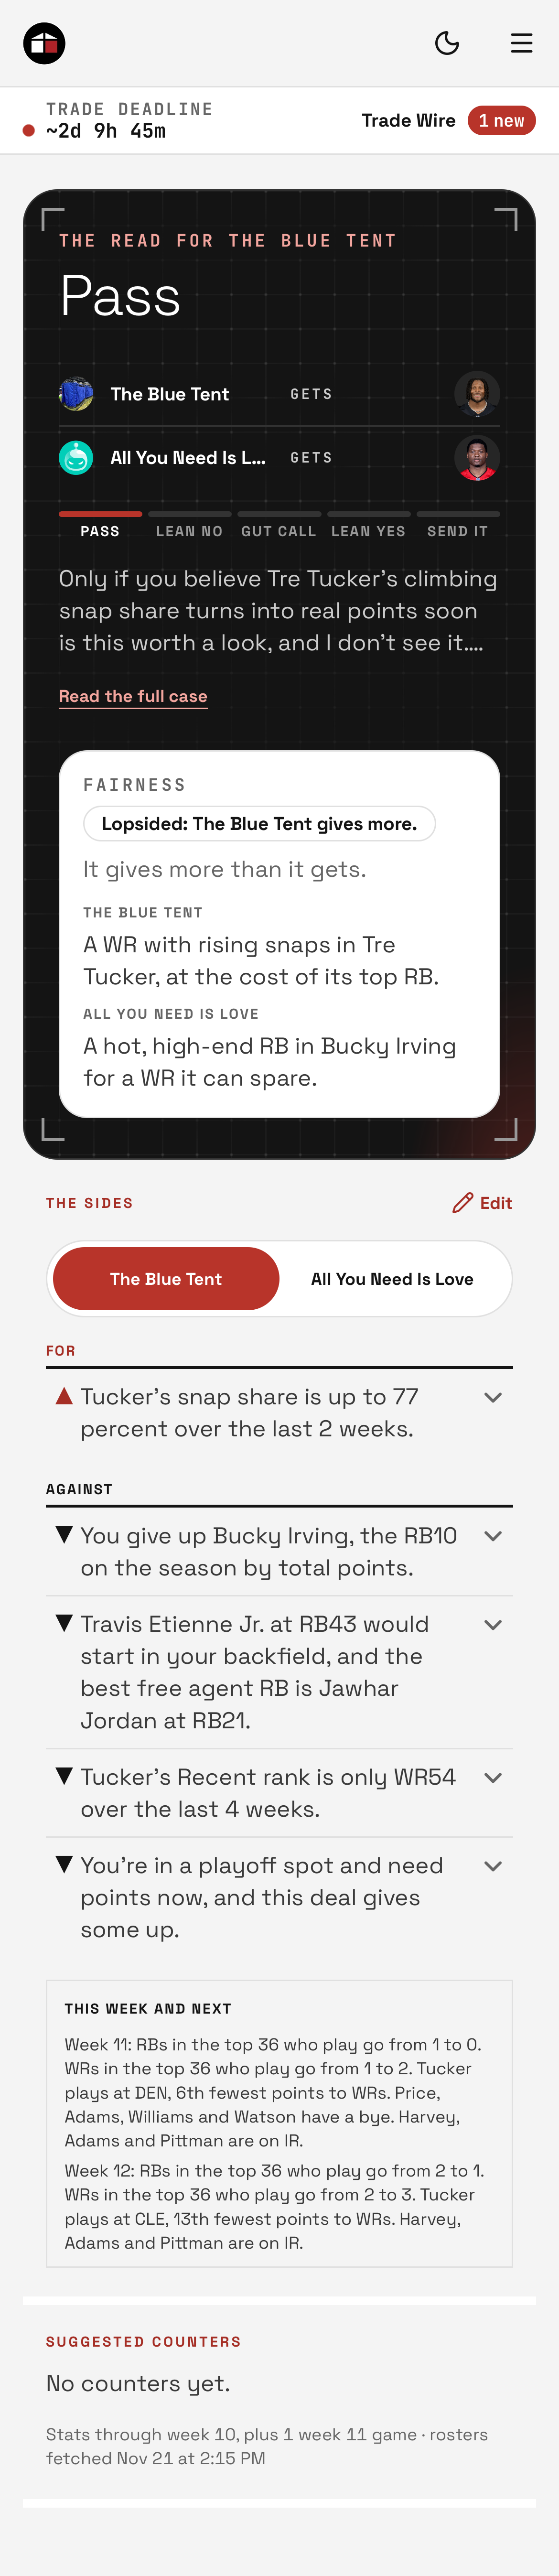 TRADE DEADLINE
~2d 9h 45m
Trade Wire
1 new
THE READ FOR THE BLUE TENT
Pass
The Blue Tent GETS
All You Need Is L... GETS
PASS LEAN NO GUT CALL LEAN YES SEND IT
Only if you believe Tre Tucker's climbing
snap share turns into real points soon
is this worth a look, and I don't see it....
Read the full case
FAIRNESS
Lopsided: The Blue Tent gives more.
It gives more than it gets.
THE BLUE TENT
A WR with rising snaps in Tre
Tucker, at the cost of its top RB.
ALL YOU NEED IS LOVE
A hot, high-end RB in Bucky Irving
for a WR it can spare.
THE SIDES
Edit
The Blue Tent
All You Need Is Love
FOR
Tucker's snap share is up to 77
percent over the last 2 weeks.
AGAINST
You give up Bucky Irving, the RB10
on the season by total points.
Travis Etienne Jr. at RB43 would
start in your backfield, and the
best free agent RB is Jawhar
Jordan at RB21.
Tucker's Recent rank is only WR54
over the last 4 weeks.
You're in a playoff spot and need
points now, and this deal gives
some up.
THIS WEEK AND NEXT
Week 11: RBs in the top 36 who play go from 1 to 0.
WRs in the top 36 who play go from 1 to 2. Tucker
plays at DEN, 6th fewest points to WRs. Price,
Adams, Williams and Watson have a bye. Harvey,
Adams and Pittman are on IR.
Week 12: RBs in the top 36 who play go from 2 to 1.
WRs in the top 36 who play go from 2 to 3. Tucker
plays at CLE, 13th fewest points to WRs. Harvey,
Adams and Pittman are on IR.
SUGGESTED COUNTERS
No counters yet.
Stats through week 10, plus 1 week 11 game · rosters
fetched Nov 21 at 2:15 PM